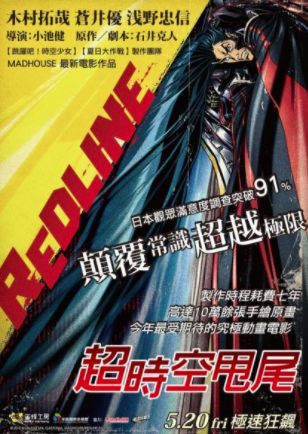 木村拓哉 蒼井優 浅野忠信
導演：小池健　原作／劇本：石井克人
【跳躍吧！時空少女】【夏日大作戰】製作團隊
MADHOUSE 最新電影作品
REDLINE
日本觀眾滿意度調查突破91%
顛覆常識超越極限
製作時程耗費七年
高達10萬餘張手繪原畫
今年最受期待的究極動畫電影
超時空甩尾
5.20 fri 極速狂飆